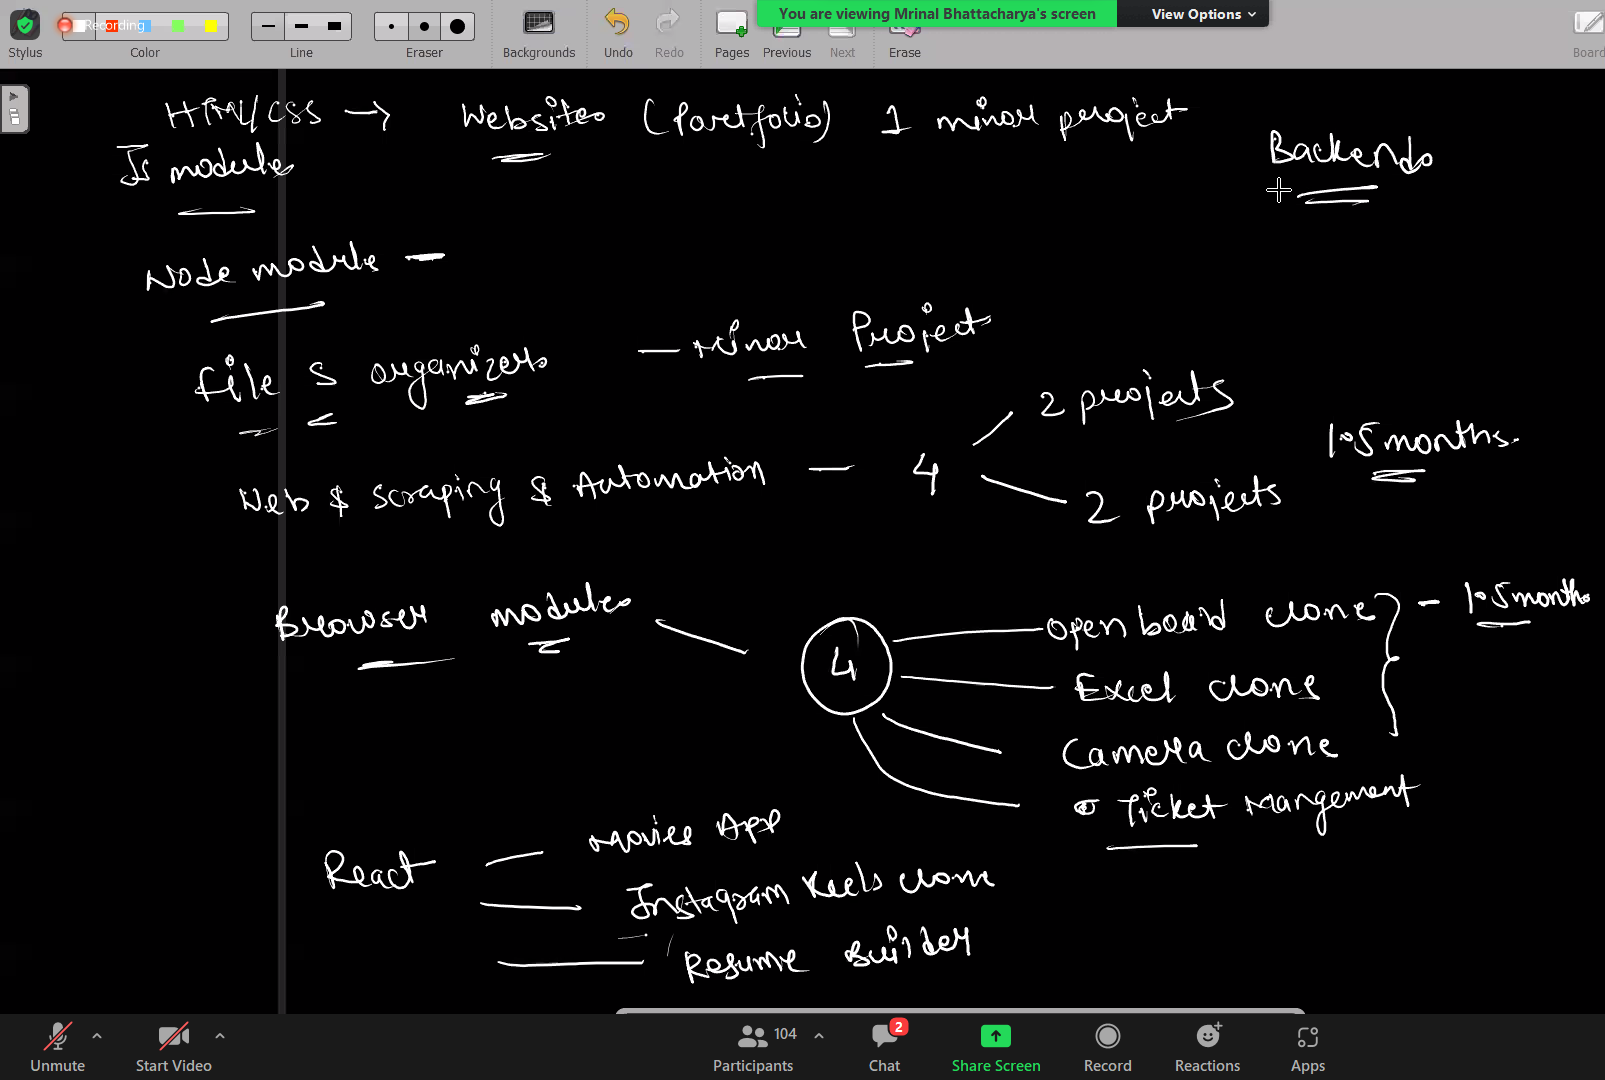 You are viewing Mrinal Bhattacharya's screen
View Options
Recording
Stylus
Color
Line
Eraser
Backgrounds
Undo
Redo
Pages
Previous
Next
Erase
Board
HTML/CSS → Websites (Portfolio) 1 minor project
Backendo
Js module
Node module -
file & organizers - minor Project
2 projects
1.5 months.
Web & scraping & Automation - 4
2 projects
Browser modules
4
Open board clone - 1.5 months
Excel clone
Camera clone
Ticket Mangement
React - Movies App
Instagram Reels clone
Resume Builder
Unmute
Start Video
104
Participants
2
Chat
Share Screen
Record
Reactions
Apps